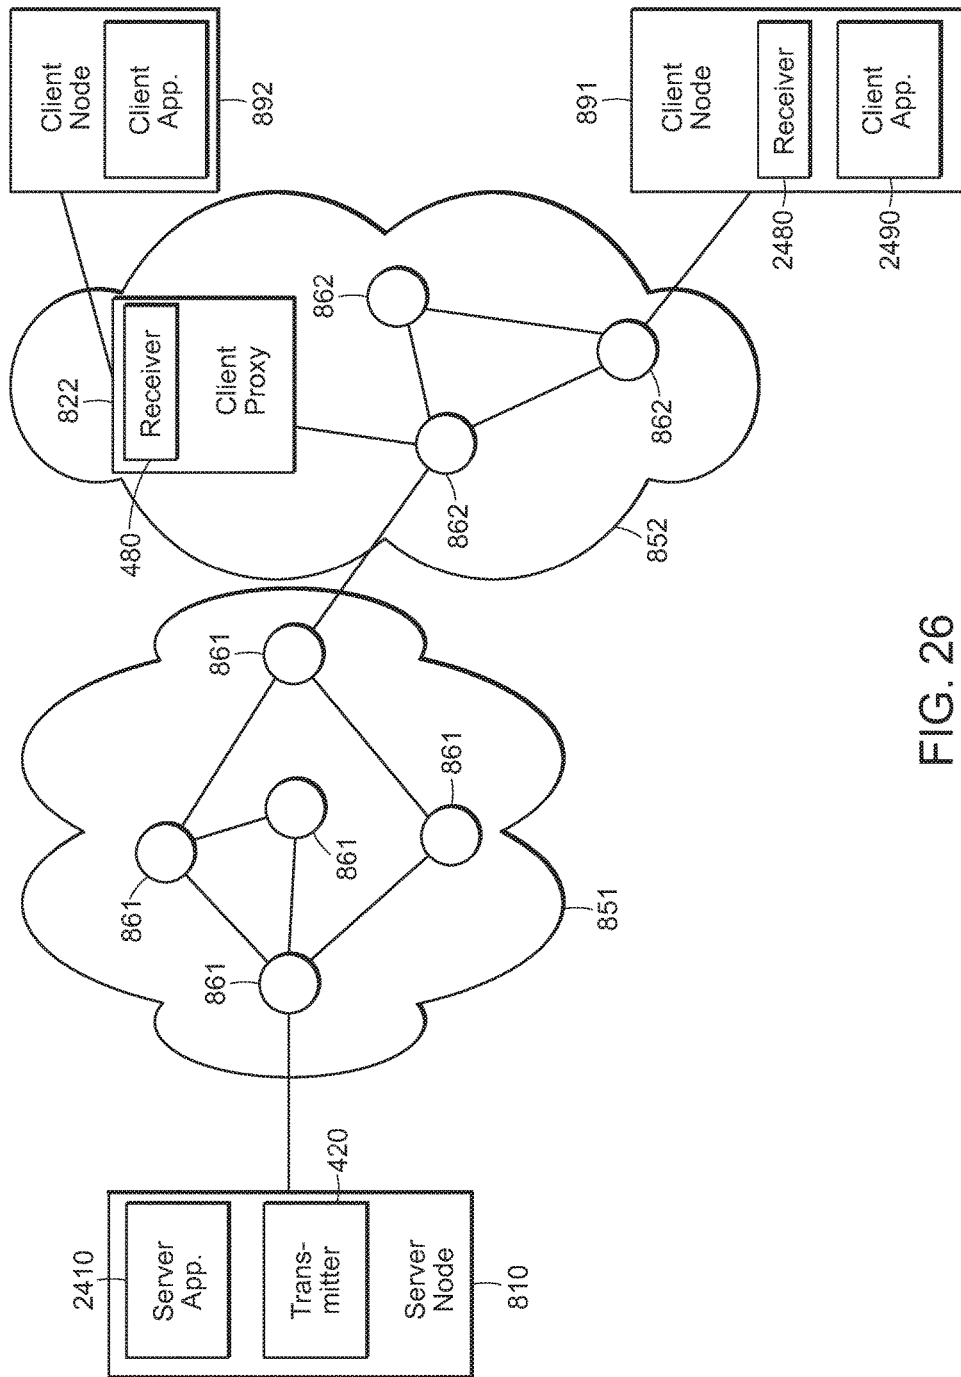 2410
Server
App.
Trans-
mitter
420
Server
Node
810
861
861
861
861
861
851
822
Receiver
480
Client
Proxy
862
862
862
852
Client
Node
Client
App.
892
891
Client
Node
Receiver
2480
Client
App.
2490
FIG. 26